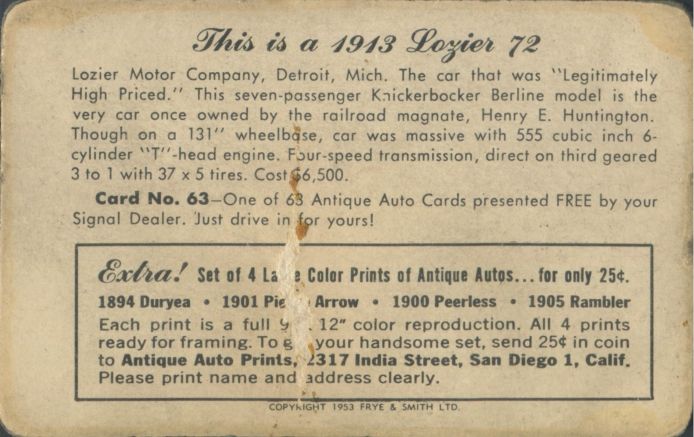 This is a 1913 Lozier 72
Lozier Motor Company, Detroit, Mich. The car that was "Legitimately
High Priced." This seven-passenger Knickerbocker Berline model is the
very car once owned by the railroad magnate, Henry E. Huntington.
Though on a 131" wheelbase, car was massive with 555 cubic inch 6-
cylinder "T"-head engine. Four-speed transmission, direct on third geared
3 to 1 with 37 x 5 tires. Cost $6,500.
Card No. 63—One of 63 Antique Auto Cards presented FREE by your
Signal Dealer. Just drive in for yours!
Extra! Set of 4 Color Prints of Antique Autos... for only 25¢.
1894 Duryea • 1901 Arrow • 1900 Peerless • 1905 Rambler
Each print is a full 12" color reproduction. All 4 prints
ready for framing. To your handsome set, send 25¢ in coin
to Antique Auto Prints, 2317 India Street, San Diego 1, Calif.
Please print name and address clearly.
COPYRIGHT 1953 FRYE & SMITH LTD.